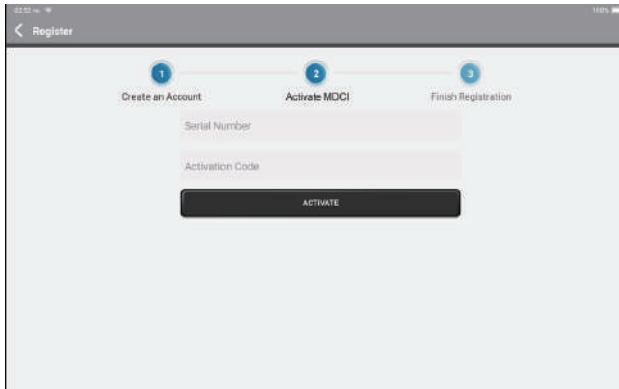 Register
1
2
3
Create an Account
Activate MDCI
Finish Registration
Serial Number
Activation Code
ACTIVATE